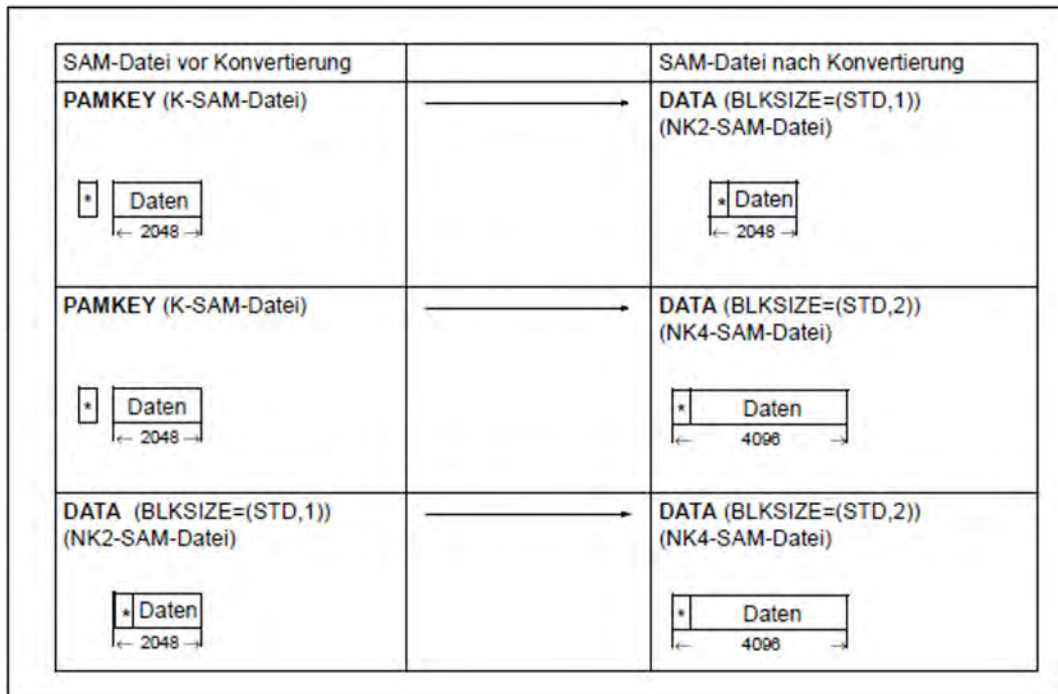 SAM-Datei vor Konvertierung
SAM-Datei nach Konvertierung
PAMKEY (K-SAM-Datei)
DATA (BLKSIZE=(STD,1))
(NK2-SAM-Datei)
* Daten
← 2048 →
* Daten
← 2048 →
PAMKEY (K-SAM-Datei)
DATA (BLKSIZE=(STD,2))
(NK4-SAM-Datei)
* Daten
← 2048 →
* Daten
← 4096 →
DATA (BLKSIZE=(STD,1))
(NK2-SAM-Datei)
DATA (BLKSIZE=(STD,2))
(NK4-SAM-Datei)
* Daten
← 2048 →
* Daten
← 4096 →